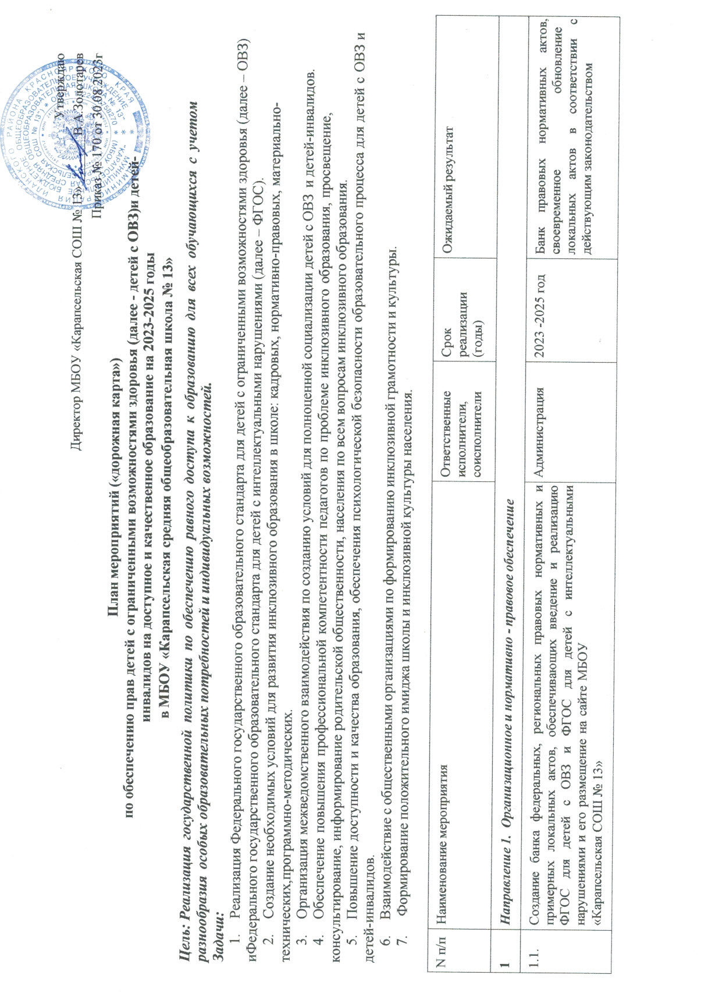 Утверждаю
Директор МБОУ «Карапсельская СОШ № 13» В.А.Золотарев
Приказ № 170 от 30.08.2023г
План мероприятий («дорожная карта»)
по обеспечению прав детей с ограниченными возможностями здоровья (далее - детей с ОВЗ)и детей-
инвалидов на доступное и качественное образование на 2023-2025 годы
в МБОУ «Карапсельская средняя общеобразовательная школа № 13»
Цель: Реализация государственной политики по обеспечению равного доступа к образованию для всех обучающихся с учетом
разнообразия особых образовательных потребностей и индивидуальных возможностей.
Задачи:
1. Реализация Федерального государственного образовательного стандарта для детей с ограниченными возможностями здоровья (далее – ОВЗ)
иФедерального государственного образовательного стандарта для детей с интеллектуальными нарушениями (далее – ФГОС).
2. Создание необходимых условий для развития инклюзивного образования в школе: кадровых, нормативно-правовых, материально-
технических,программно-методических.
3. Организация межведомственного взаимодействия по созданию условий для полноценной социализации детей с ОВЗ и детей-инвалидов.
4. Обеспечение повышения профессиональной компетентности педагогов по проблеме инклюзивного образования, просвещение,
консультирование, информирование родительской общественности, населения по всем вопросам инклюзивного образования.
5. Повышение доступности и качества образования, обеспечения психологической безопасности образовательного процесса для детей с ОВЗ и
детей-инвалидов.
6. Взаимодействие с общественными организациями по формированию инклюзивной грамотности и культуры.
7. Формирование положительного имиджа школы и инклюзивной культуры населения.
N п/п
Наименование мероприятия
Ответственные
исполнители,
соисполнители
Срок
реализации
(годы)
Ожидаемый результат
1
Направление 1. Организационное и нормативно - правовое обеспечение
1.1.
Создание банка федеральных, региональных правовых нормативных и
примерных локальных актов, обеспечивающих введение и реализацию
ФГОС для детей с ОВЗ и ФГОС для детей с интеллектуальными
нарушениями и его размещение на сайте МБОУ
«Карапсельская СОШ № 13»
Администрация
2023 -2025 год
Банк правовых нормативных актов,
своевременное обновление
локальных актов в соответствии с
действующим законодательством